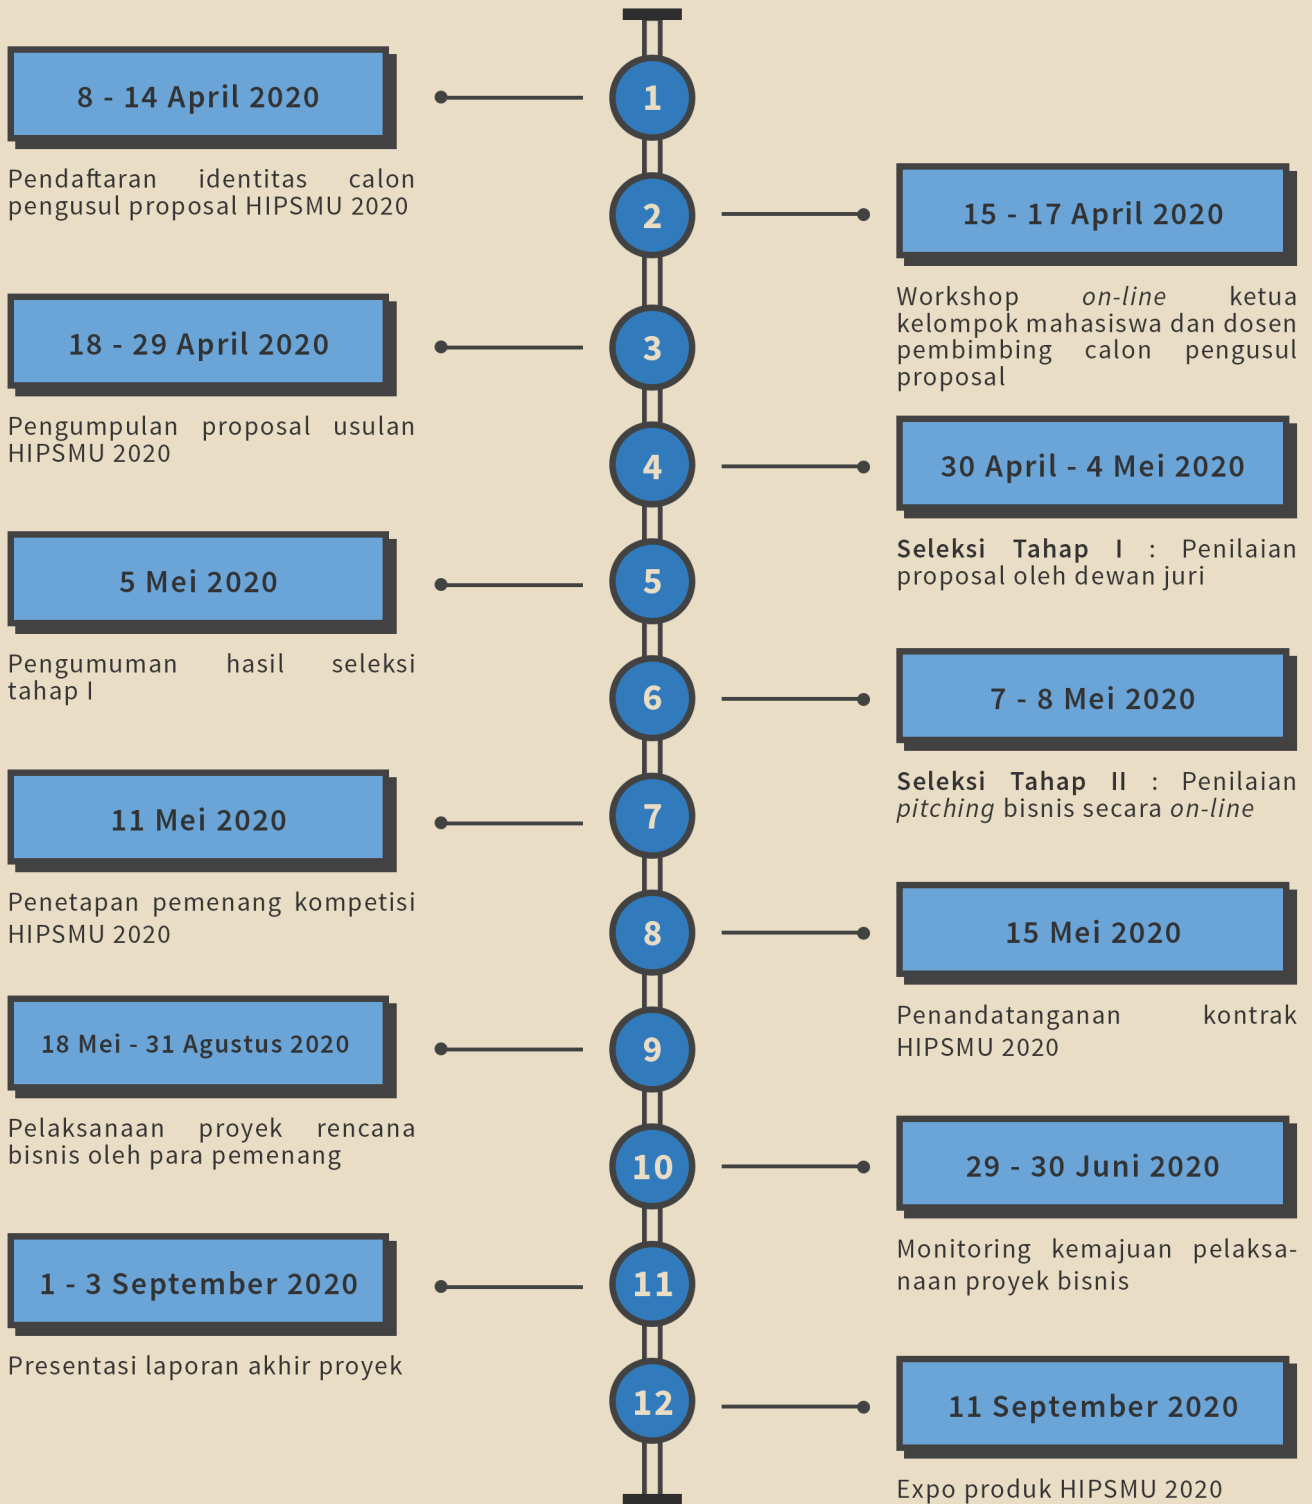 1
8 - 14 April 2020
Pendaftaran identitas calon
pengusul proposal HIPSMU 2020
2
15 - 17 April 2020
Workshop on-line ketua
kelompok mahasiswa dan dosen
pembimbing calon pengusul
proposal
3
18 - 29 April 2020
Pengumpulan proposal usulan
HIPSMU 2020
4
30 April - 4 Mei 2020
Seleksi Tahap I : Penilaian
proposal oleh dewan juri
5
5 Mei 2020
Pengumuman hasil seleksi
tahap I
6
7 - 8 Mei 2020
Seleksi Tahap II : Penilaian
pitching bisnis secara on-line
7
11 Mei 2020
Penetapan pemenang kompetisi
HIPSMU 2020
8
15 Mei 2020
Penandatanganan kontrak
HIPSMU 2020
9
18 Mei - 31 Agustus 2020
Pelaksanaan proyek rencana
bisnis oleh para pemenang
10
29 - 30 Juni 2020
Monitoring kemajuan pelaksa-
naan proyek bisnis
11
1 - 3 September 2020
Presentasi laporan akhir proyek
12
11 September 2020
Expo produk HIPSMU 2020